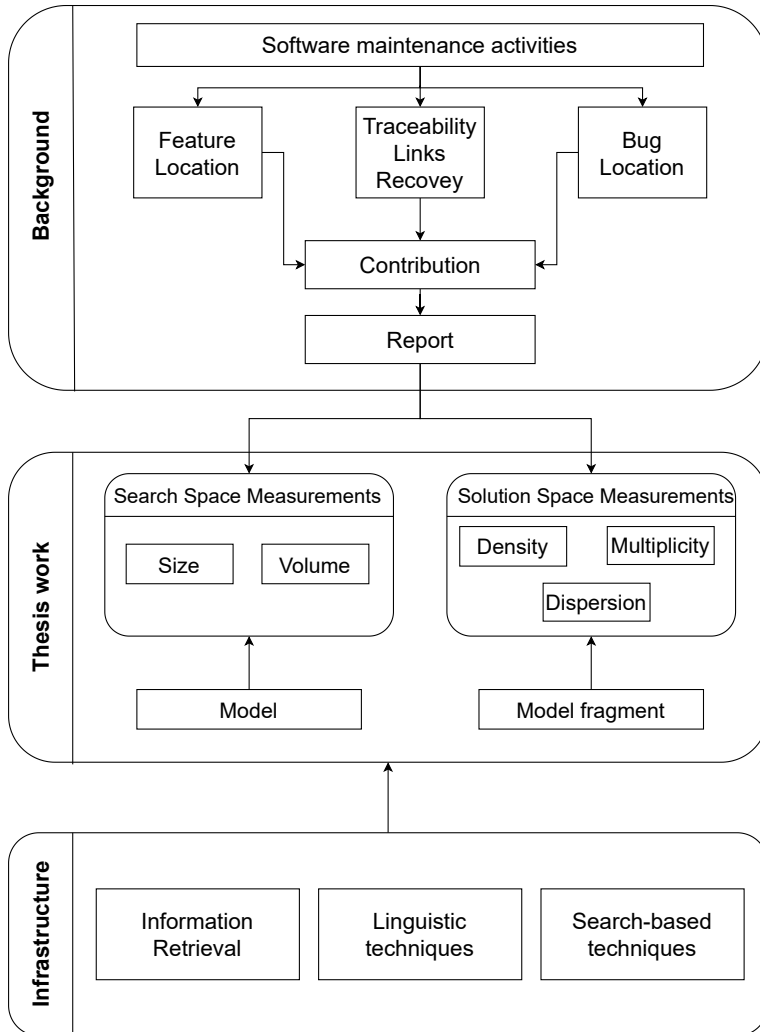 Background
Software maintenance activities
Feature
Location
Traceability
Links
Recovey
Bug
Location
Contribution
Report
Thesis work
Search Space Measurements
Size
Volume
Solution Space Measurements
Density
Multiplicity
Dispersion
Model
Model fragment
Infrastructure
Information
Retrieval
Linguistic
techniques
Search-based
techniques